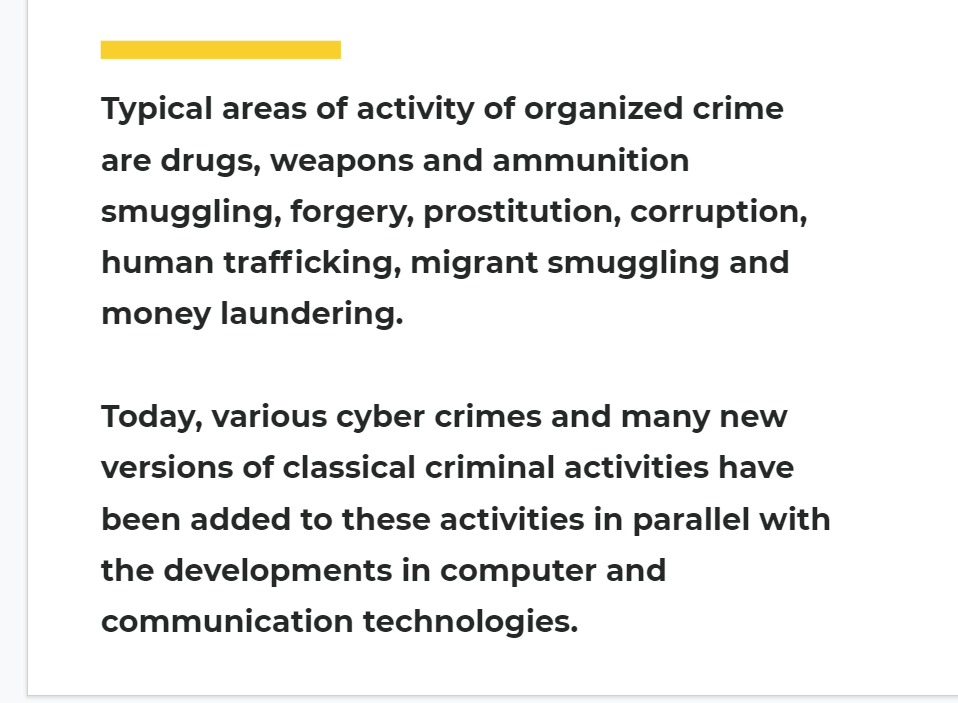 Typical areas of activity of organized crime
are drugs, weapons and ammunition
smuggling, forgery, prostitution, corruption,
human trafficking, migrant smuggling and
money laundering.
Today, various cyber crimes and many new
versions of classical criminal activities have
been added to these activities in parallel with
the developments in computer and
communication technologies.